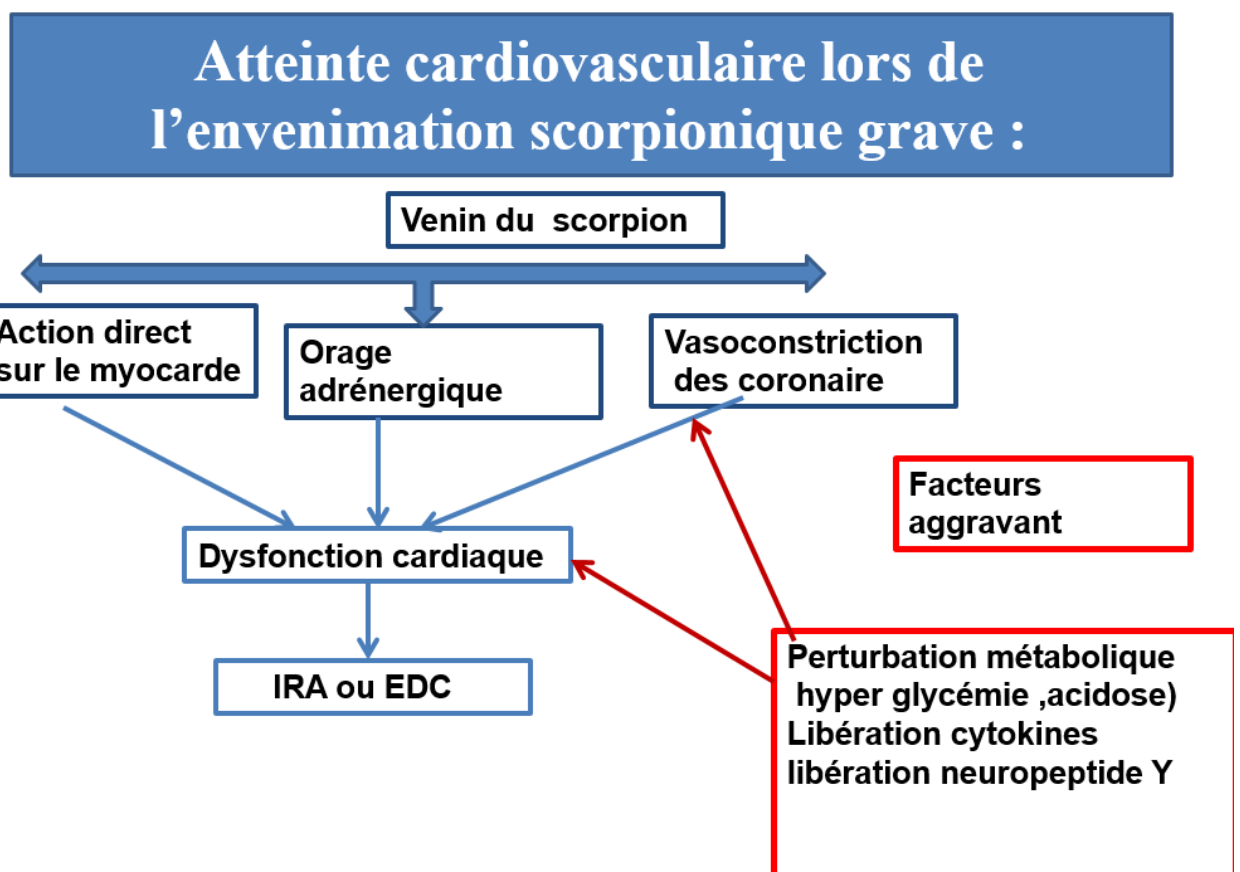 Atteinte cardiovasculaire lors de
l’envenimation scorpionique grave :
Venin du scorpion
Action direct
sur le myocarde
Orage
adrénergique
Vasoconstriction
des coronaire
Facteurs
aggravant
Dysfonction cardiaque
IRA ou EDC
Perturbation métabolique
hyper glycémie ,acidose)
Libération cytokines
libération neuropeptide Y